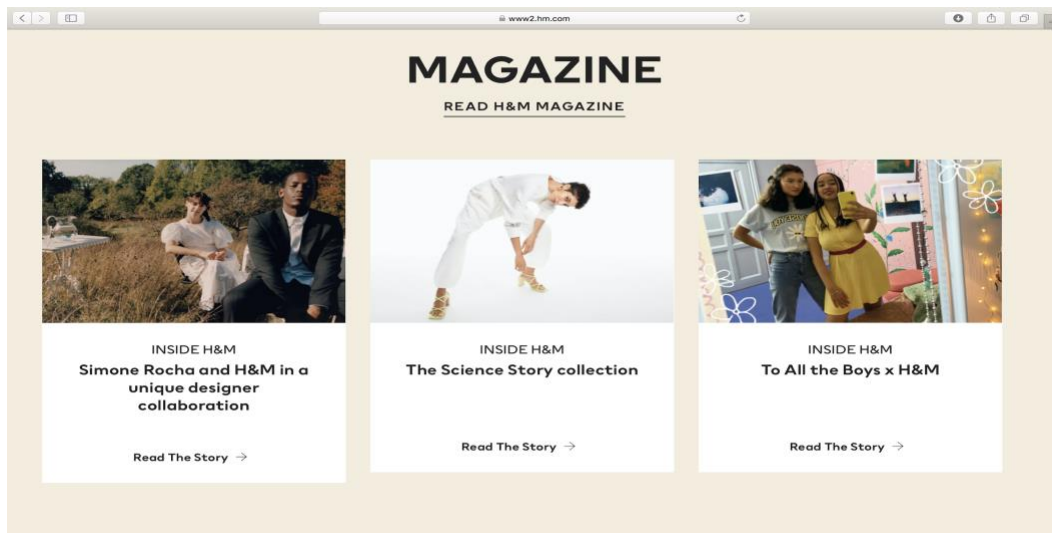 www2.hm.com
MAGAZINE
READ H&M MAGAZINE
INSIDE H&M
Simone Rocha and H&M in a
unique designer
collaboration
Read The Story →
INSIDE H&M
The Science Story collection
Read The Story →
INSIDE H&M
To All the Boys x H&M
Read The Story →